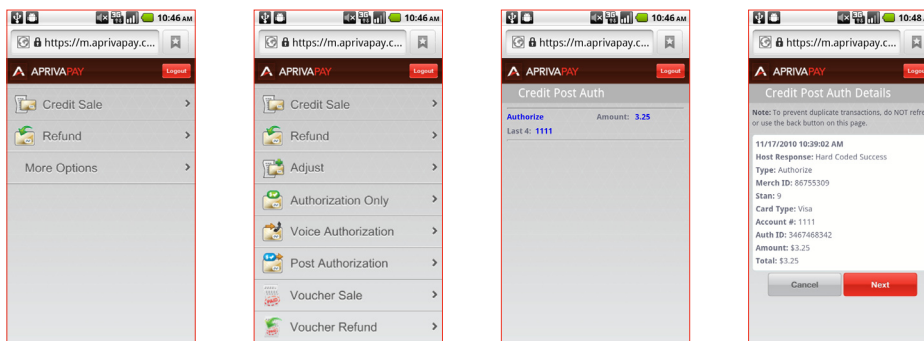 10:46 AM
https://m.aprivapay.c...
APRIVAPAY
Logout
Credit Sale
Refund
More Options
10:46 AM
https://m.aprivapay.c...
APRIVAPAY
Logout
Credit Sale
Refund
Adjust
Authorization Only
Voice Authorization
Post Authorization
Voucher Sale
Voucher Refund
10:46 AM
https://m.aprivapay.c...
APRIVAPAY
Logout
Credit Post Auth
Authorize Amount: 3.25
Last 4: 1111
10:48 A
https://m.aprivapay.c...
APRIVAPAY
Logou
Credit Post Auth Details
Note: To prevent duplicate transactions, do NOT refre
or use the back button on this page.
11/17/2010 10:39:02 AM
Host Response: Hard Coded Success
Type: Authorize
Merch ID: 86755309
Stan: 9
Card Type: Visa
Account #: 1111
Auth ID: 3467468342
Amount: $3.25
Total: $3.25
Cancel Next